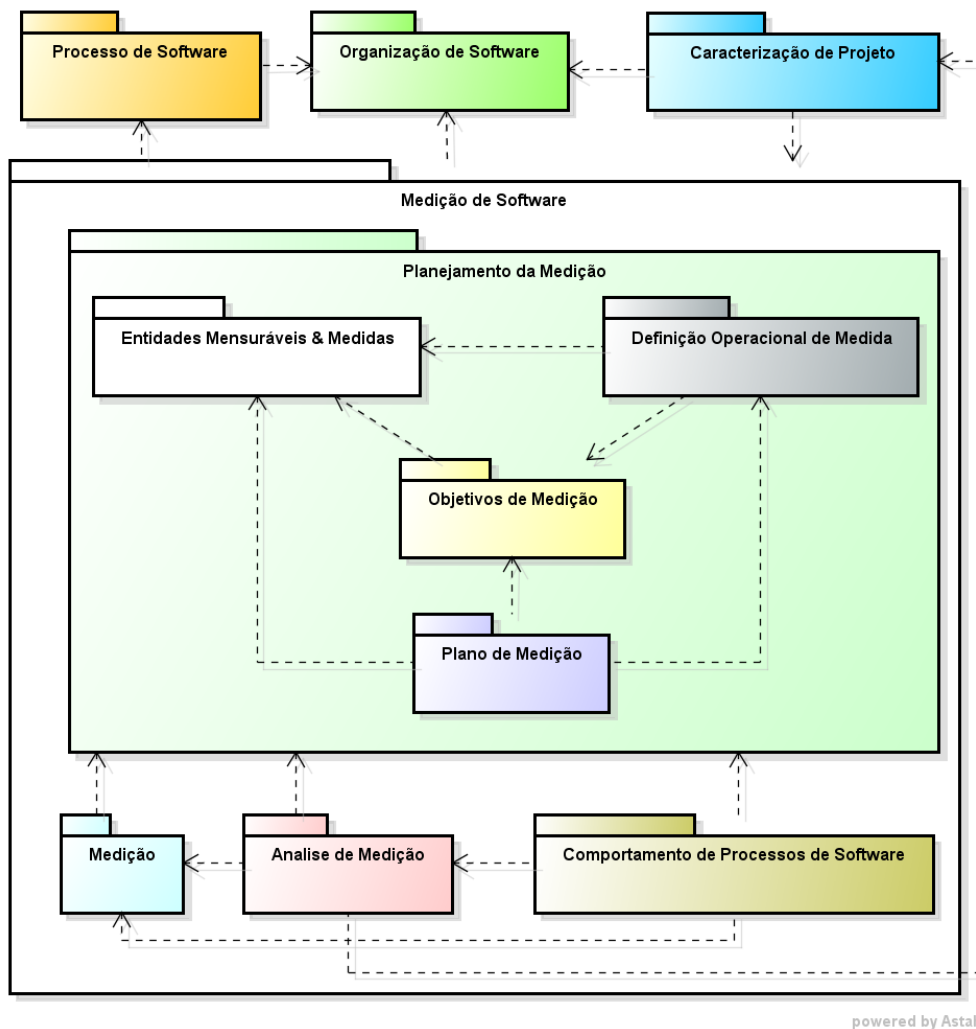 Processo de Software
Organização de Software
Caracterização de Projeto
Medição de Software
Planejamento da Medição
Entidades Mensuráveis & Medidas
Definição Operacional de Medida
Objetivos de Medição
Plano de Medição
Medição
Analise de Medição
Comportamento de Processos de Software
powered by Asta